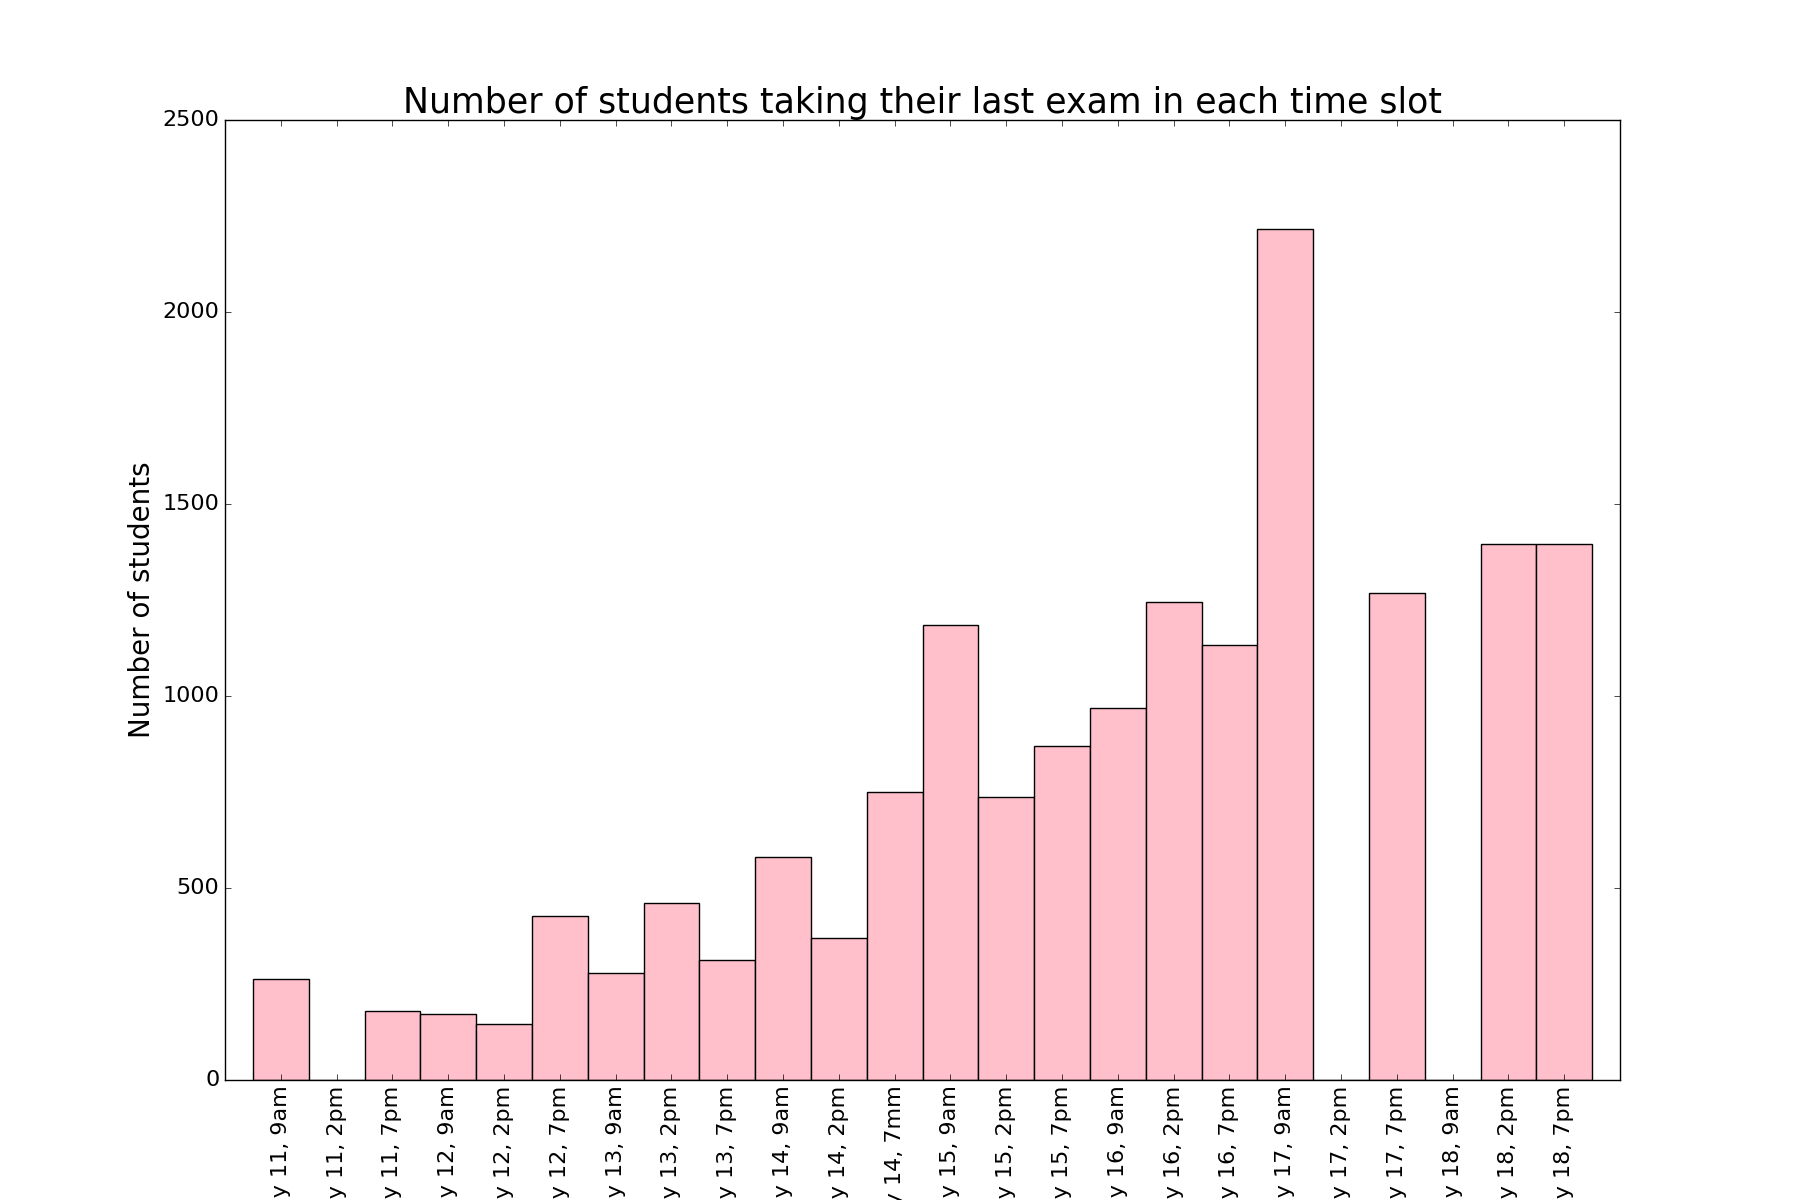 Number of students taking their last exam in each time slot
2500
2000
1500
1000
500
0
Number of students
y 11, 9am
y 11, 2pm
y 11, 7pm
y 12, 9am
y 12, 2pm
y 12, 7pm
y 13, 9am
y 13, 2pm
y 13, 7pm
y 14, 9am
y 14, 2pm
y 14, 7mm
y 15, 9am
y 15, 2pm
y 15, 7pm
y 16, 9am
y 16, 2pm
y 16, 7pm
y 17, 9am
y 17, 2pm
y 17, 7pm
y 18, 9am
y 18, 2pm
y 18, 7pm